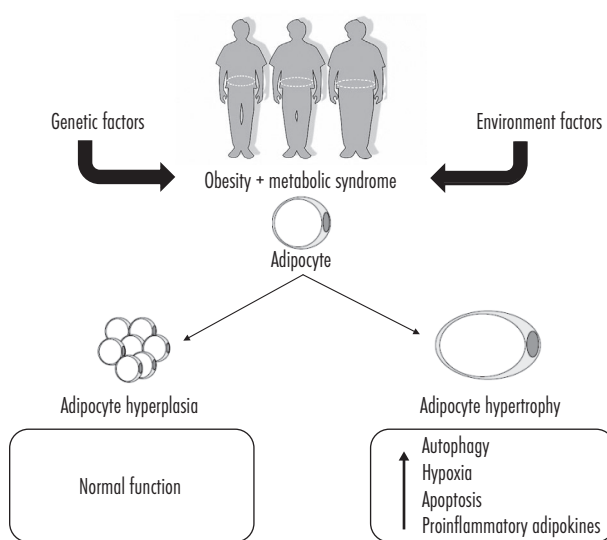 Genetic factors
Environment factors
Obesity + metabolic syndrome
Adipocyte
Adipocyte hyperplasia
Adipocyte hypertrophy
Normal function
Autophagy
Hypoxia
Apoptosis
Proinflammatory adipokines